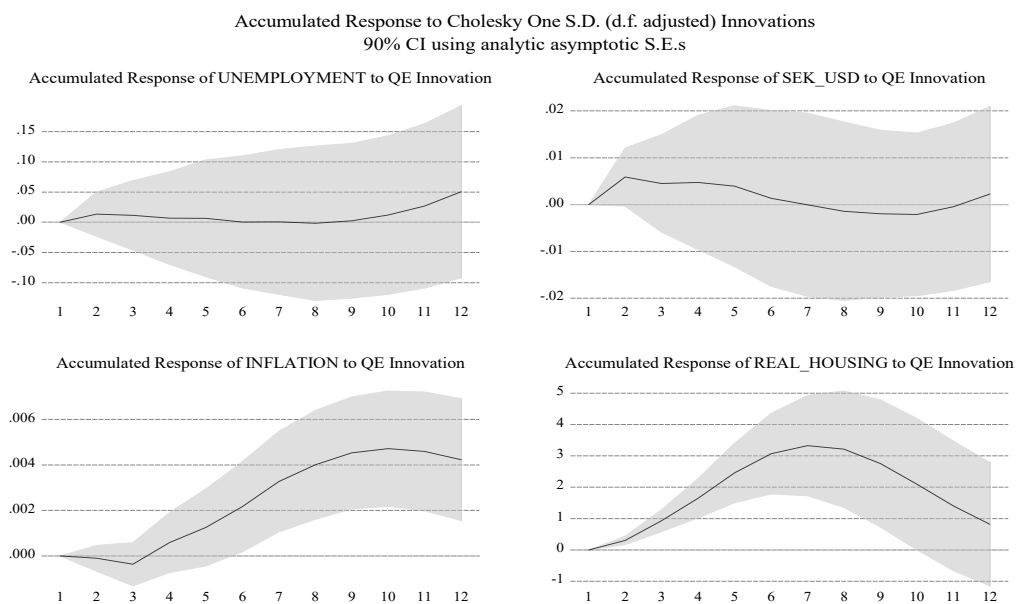 Accumulated Response to Cholesky One S.D. (d.f. adjusted) Innovations
90% CI using analytic asymptotic S.E.s
Accumulated Response of UNEMPLOYMENT to QE Innovation
.15
.10
.05
.00
-.05
-.10
1 2 3 4 5 6 7 8 9 10 11 12
Accumulated Response of SEK_USD to QE Innovation
.02
.01
.00
-.01
-.02
1 2 3 4 5 6 7 8 9 10 11 12
Accumulated Response of INFLATION to QE Innovation
.006
.004
.002
.000
1 2 3 4 5 6 7 8 9 10 11 12
Accumulated Response of REAL_HOUSING to QE Innovation
5
4
3
2
1
0
-1
1 2 3 4 5 6 7 8 9 10 11 12